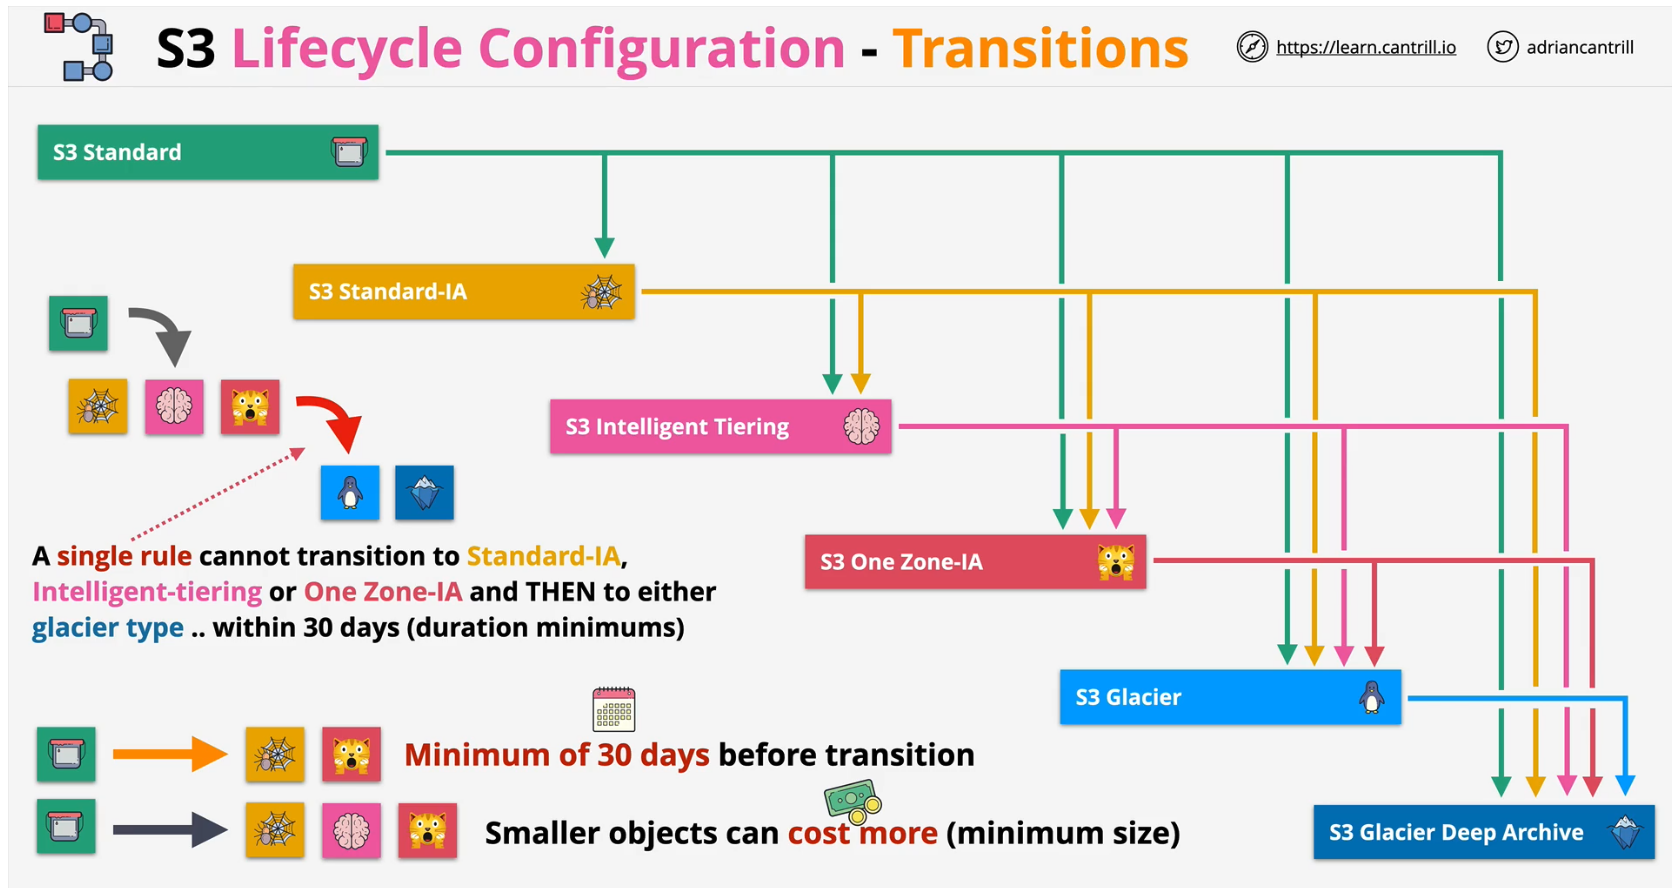 S3 Lifecycle Configuration - Transitions
https://learn.cantrill.io
adriancantrill
S3 Standard
S3 Standard-IA
S3 Intelligent Tiering
S3 One Zone-IA
A single rule cannot transition to Standard-IA,
Intelligent-tiering or One Zone-IA and THEN to either
glacier type .. within 30 days (duration minimums)
S3 Glacier
Minimum of 30 days before transition
Smaller objects can cost more (minimum size)
S3 Glacier Deep Archive